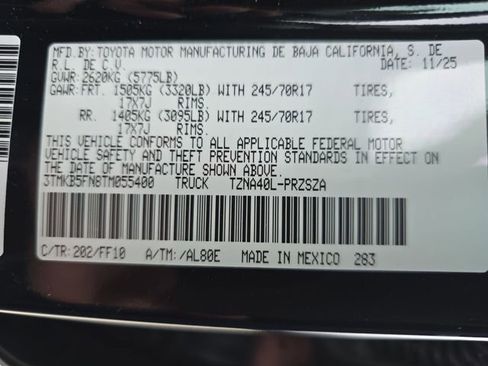 MFD.BY:TOYOTA MOTOR MANUFACTURING DE BAJA CALIFORNIA, S. DE
R.L. DE C.V. DATE: 11/25
GVWR:2620KG (5775LB)
GAWR:FRT. 1505KG (3320LB) WITH 245/70R17 TIRES,
17X7J RIMS.
RR. 1405KG (3095LB) WITH 245/70R17 TIRES,
17X7J RIMS.
THIS VEHICLE CONFORMS TO ALL APPLICABLE FEDERAL MOTOR
VEHICLE SAFETY AND THEFT PREVENTION STANDARDS IN EFFECT ON
THE DATE OF MANUFACTURE SHOWN ABOVE.
3TMKB5FN8TM055400 TRUCK TZNA40L-PRZSZA
C/TR:202/FF10 A/TM:/AL80E MADE IN MEXICO 283